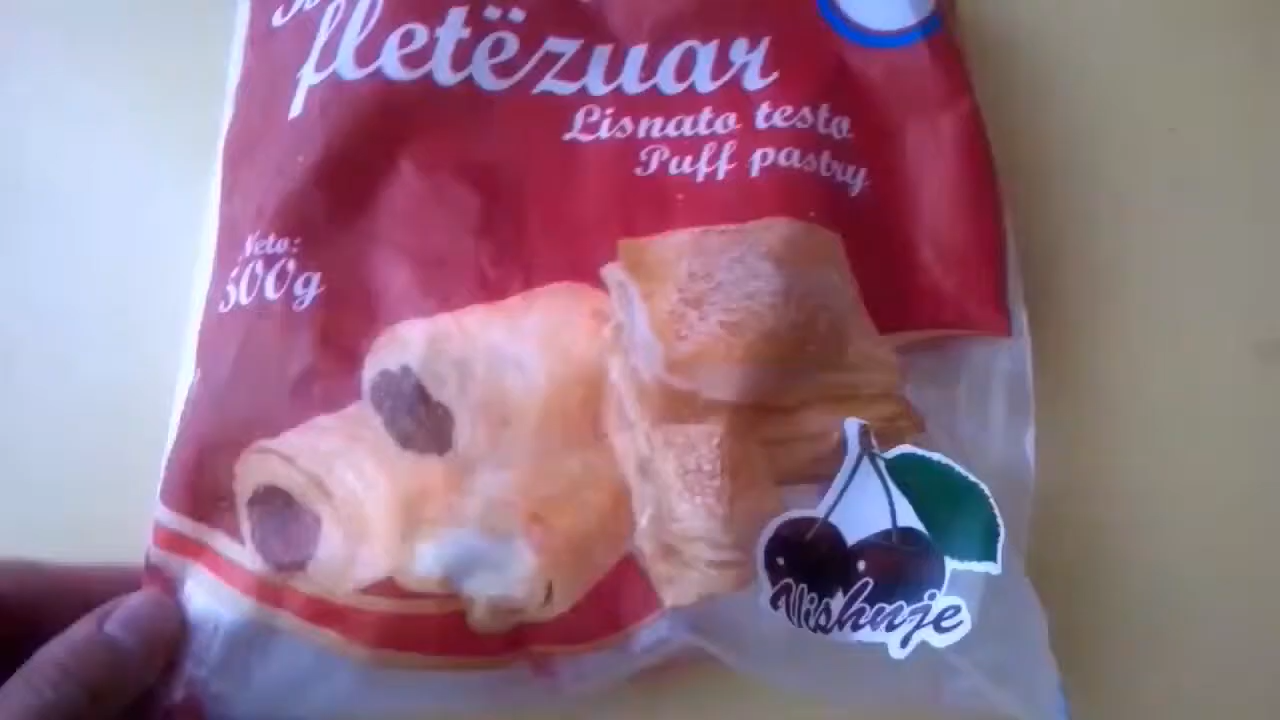 fletëzuar
Lisnato testo
Puff pastry
Neto:
500g
Vishnje